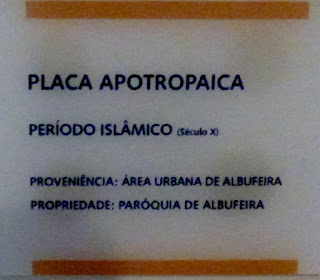 PLACA APOTROPAICA
PERÍODO ISLÂMICO (Século X)
PROVENIÊNCIA: ÁREA URBANA DE ALBUFEIRA
PROPRIEDADE: PARÓQUIA DE ALBUFEIRA